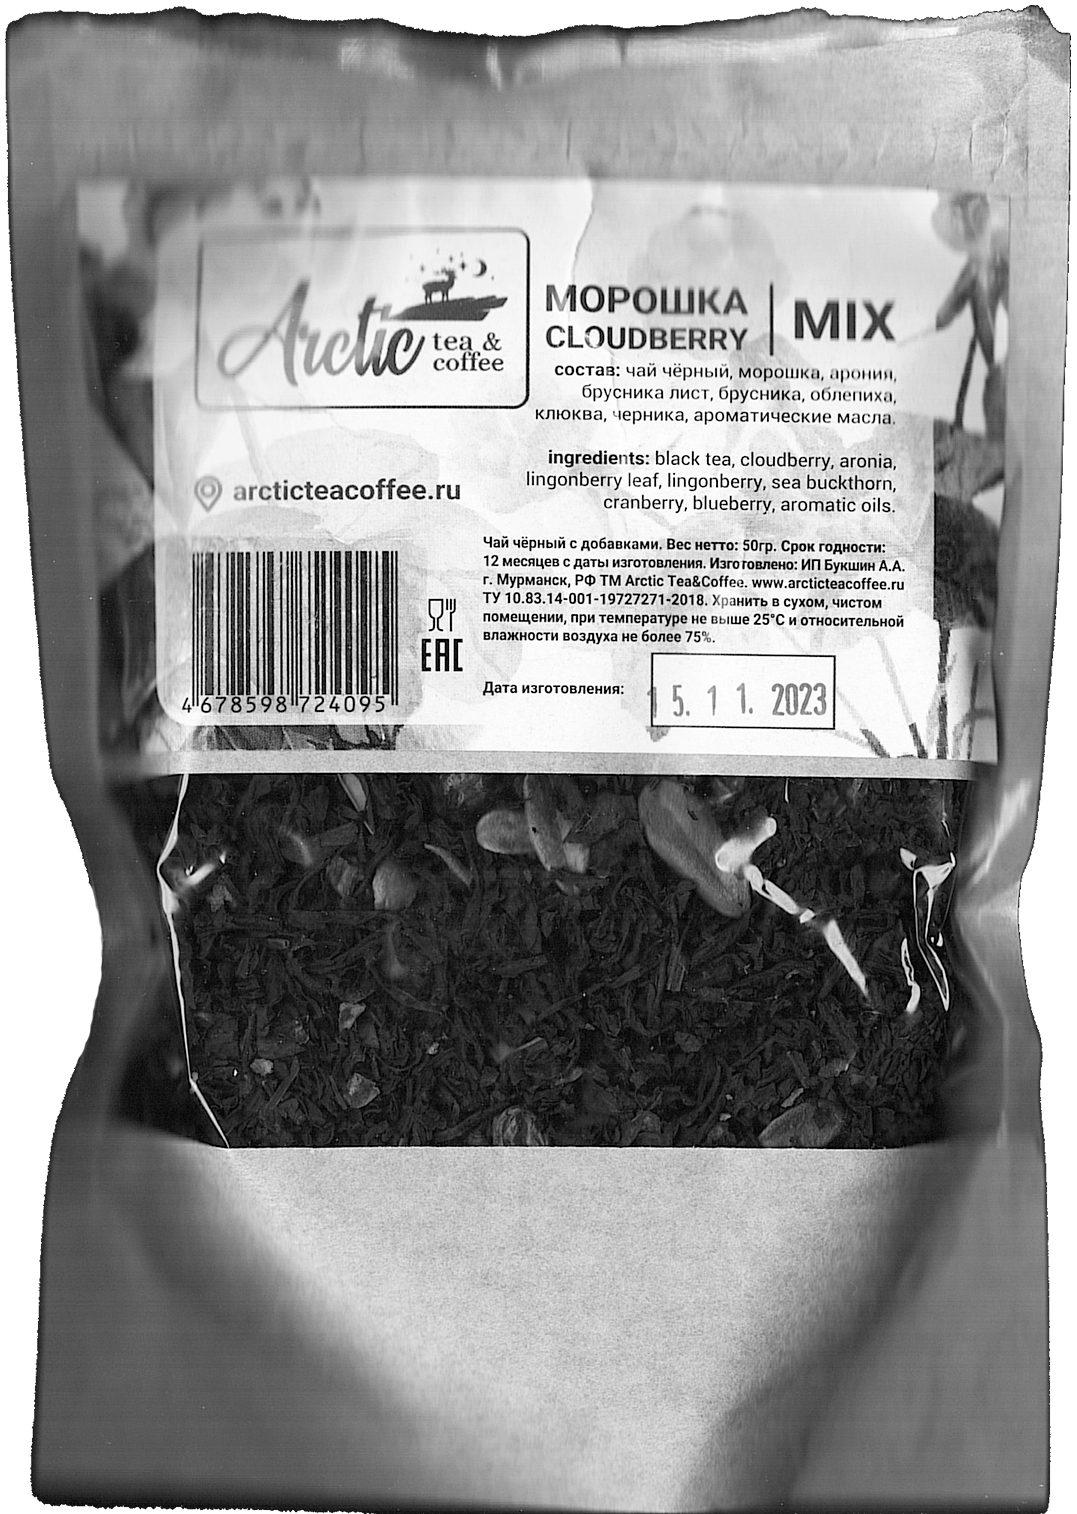 Arctic
tea &
coffee
МОРОШКА
CLOUDBERRY
MIX
состав: чай чёрный, морошка, арония,
брусника лист, брусника, облепиха,
клюква, черника, ароматические масла.
ingredients: black tea, cloudberry, aronia,
lingonberry leaf, lingonberry, sea buckthorn,
cranberry, blueberry, aromatic oils.
arcticteacoffee.ru
Чай чёрный с добавками. Вес нетто: 50гр. Срок годности:
12 месяцев с даты изготовления. Изготовлено: ИП Букшин А.А.
г. Мурманск, РФ ТМ Arctic Tea&Coffee. www.arcticteacoffee.ru
ТУ 10.83.14-001-19727271-2018. Хранить в сухом, чистом
помещении, при температуре не выше 25°С и относительной
влажности воздуха не более 75%.
EAC
4 678598 724095
Дата изготовления:
15. 1 1. 2023